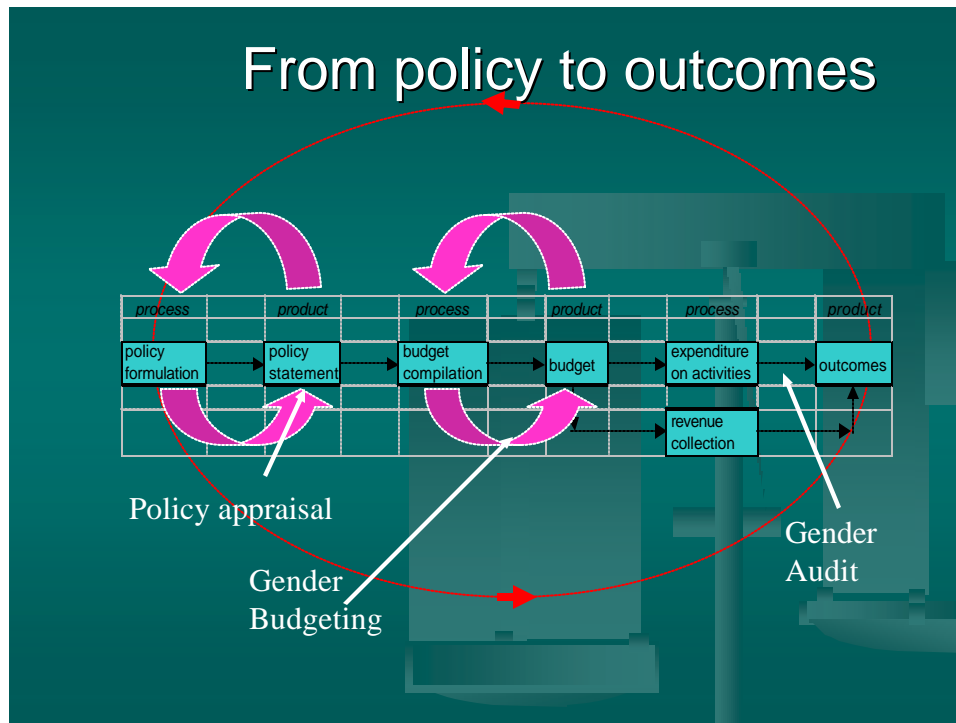 From policy to outcomes
process product process product process product
policy
formulation
policy
statement
budget
compilation
budget
expenditure
on activities
outcomes
revenue
collection
Policy appraisal
Gender
Budgeting
Gender
Audit